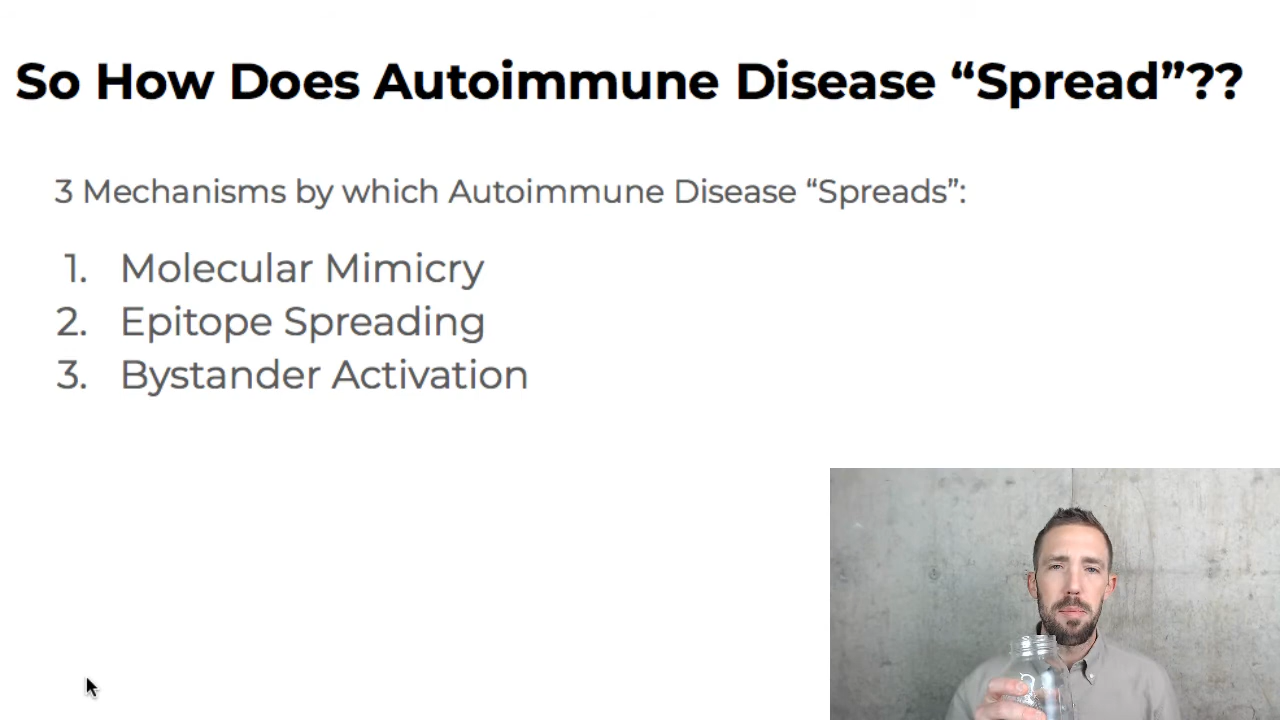 So How Does Autoimmune Disease “Spread”??
3 Mechanisms by which Autoimmune Disease “Spreads”:
1. Molecular Mimicry
2. Epitope Spreading
3. Bystander Activation